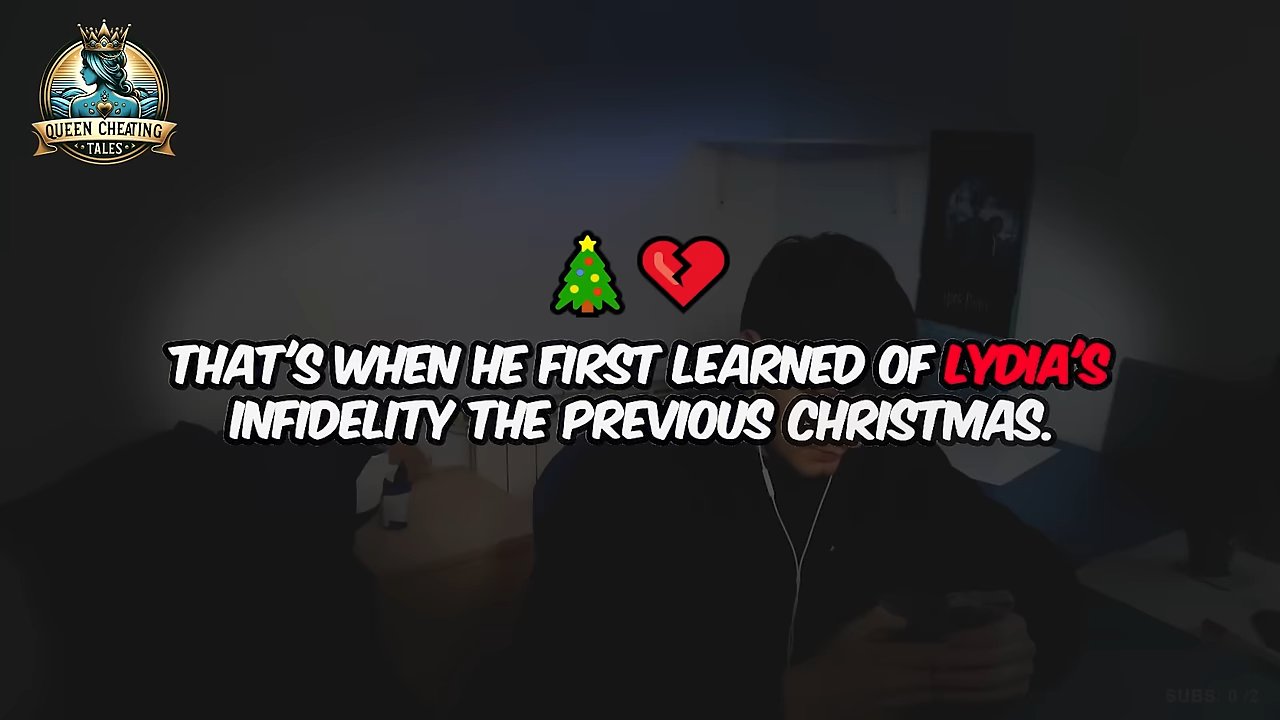 QUEEN CHEATING
TALES
THAT'S WHEN HE FIRST LEARNED OF LYDIA'S
INFIDELITY THE PREVIOUS CHRISTMAS.